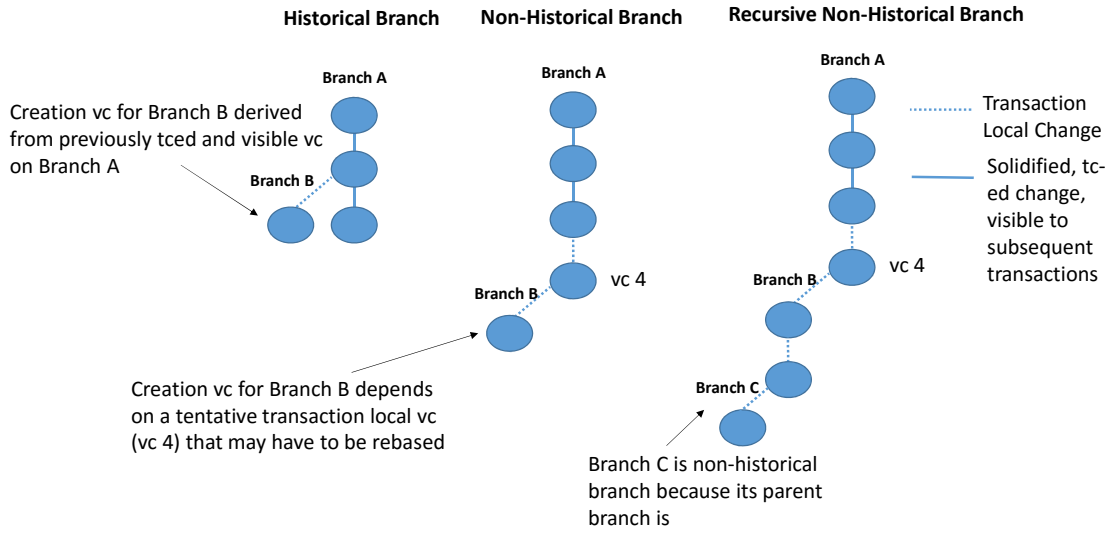 Historical Branch
Non-Historical Branch
Recursive Non-Historical Branch
Branch A
Creation vc for Branch B derived
from previously tced and visible vc
on Branch A
Branch B
Branch A
vc 4
Branch B
Creation vc for Branch B depends
on a tentative transaction local vc
(vc 4) that may have to be rebased
Branch A
vc 4
Branch B
Branch C
Branch C is non-historical
branch because its parent
branch is
Transaction
Local Change
Solidified, tc-
ed change,
visible to
subsequent
transactions